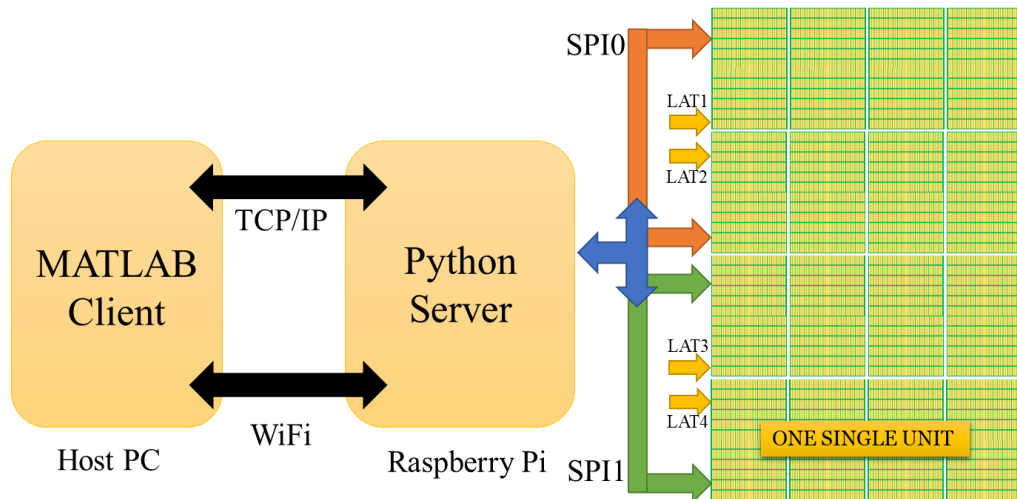 SPI0
LAT1
LAT2
TCP/IP
MATLAB
Client
Python
Server
LAT3
LAT4
WiFi
ONE SINGLE UNIT
Host PC
Raspberry Pi
SPI1